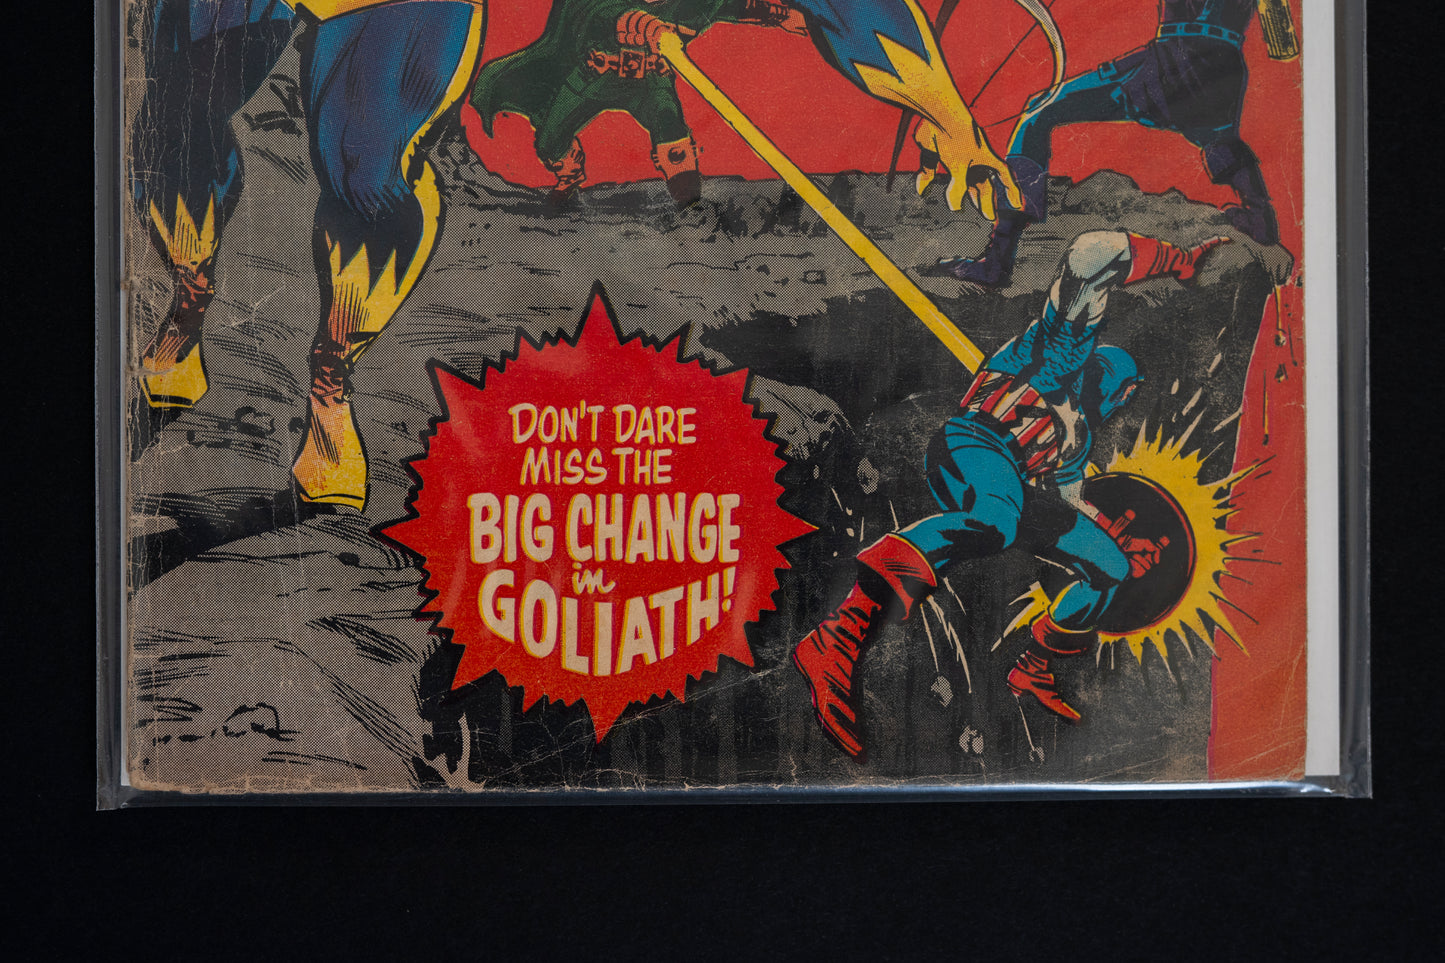 DON'T DARE
MISS THE
BIG CHANGE
in
GOLIATH!